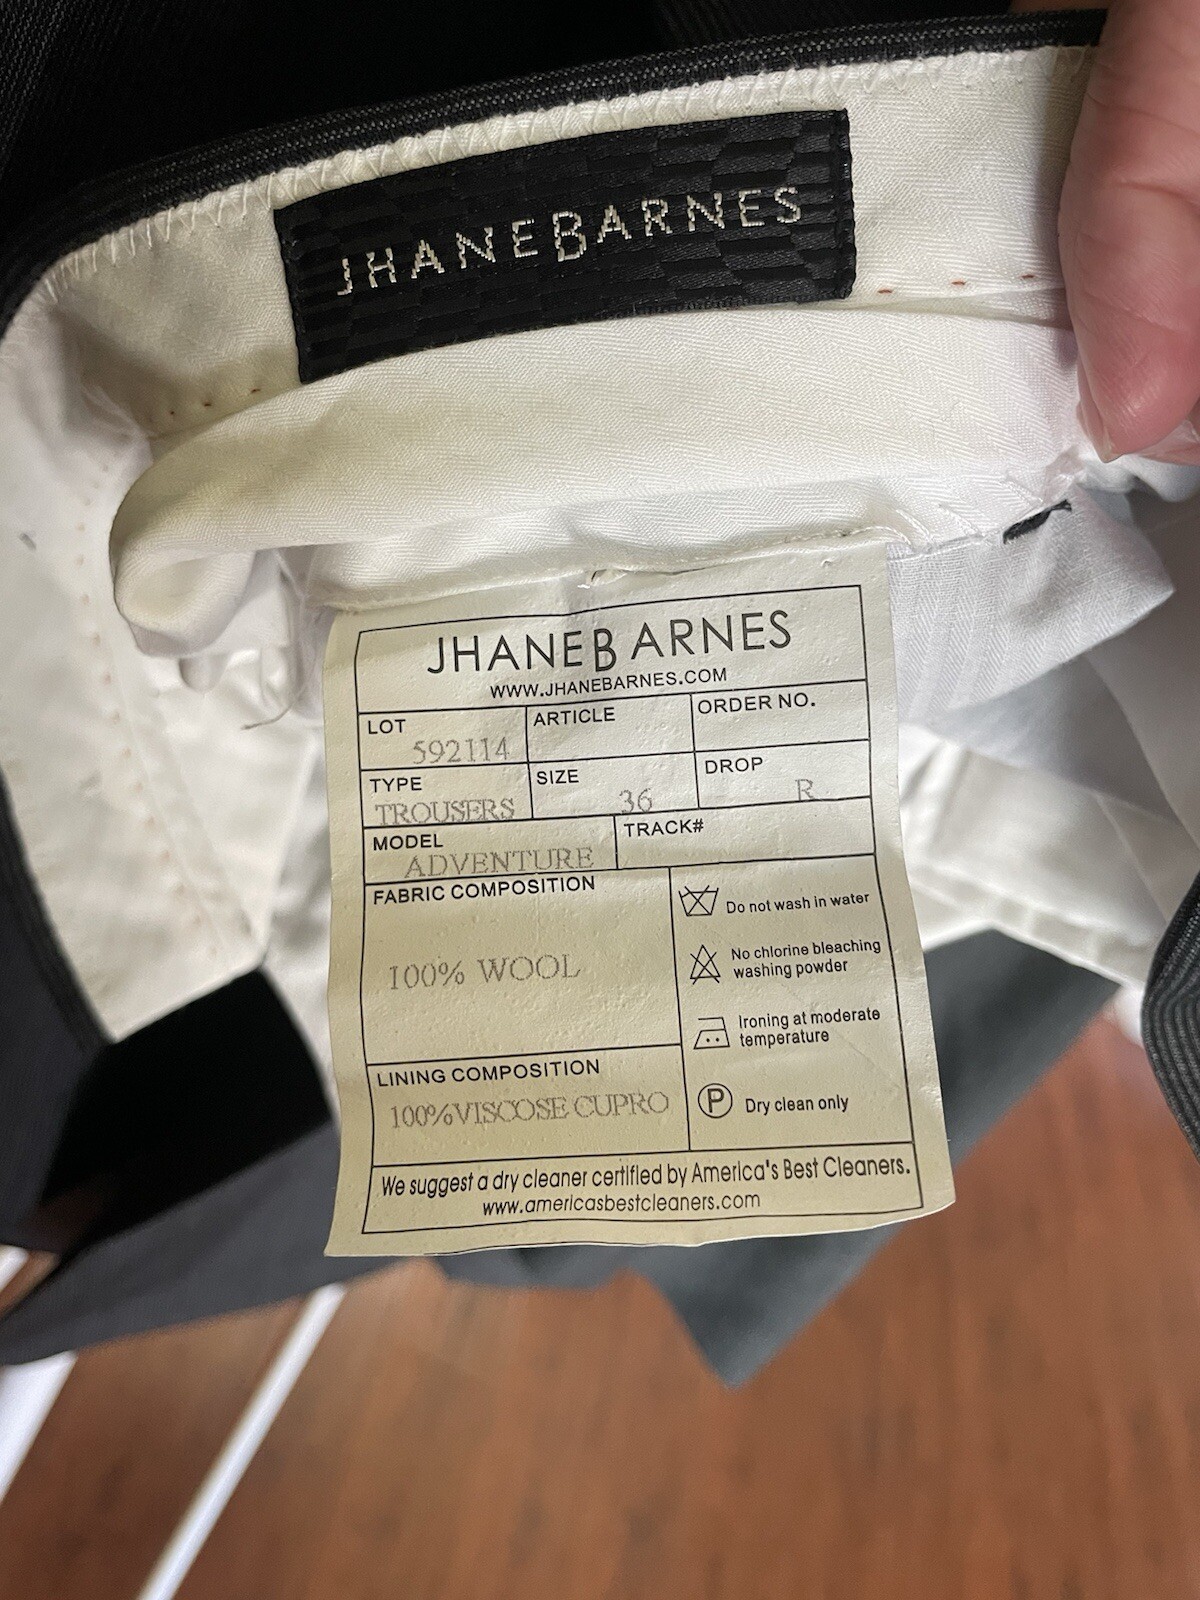 JHANEBARNES
JHANEBARNES
WWW.JHANEBARNES.COM
LOT
592114
ARTICLE
ORDER NO.
TYPE
TROUSERS
SIZE
36
DROP
R
MODEL
ADVENTURE
TRACK#
FABRIC COMPOSITION
100% WOOL
Do not wash in water
No chlorine bleaching
washing powder
Ironing at moderate
temperature
P
Dry clean only
LINING COMPOSITION
100%VISCOSE CUPRO
We suggest a dry cleaner certified by America's Best Cleaners.
www.americasbestcleaners.com